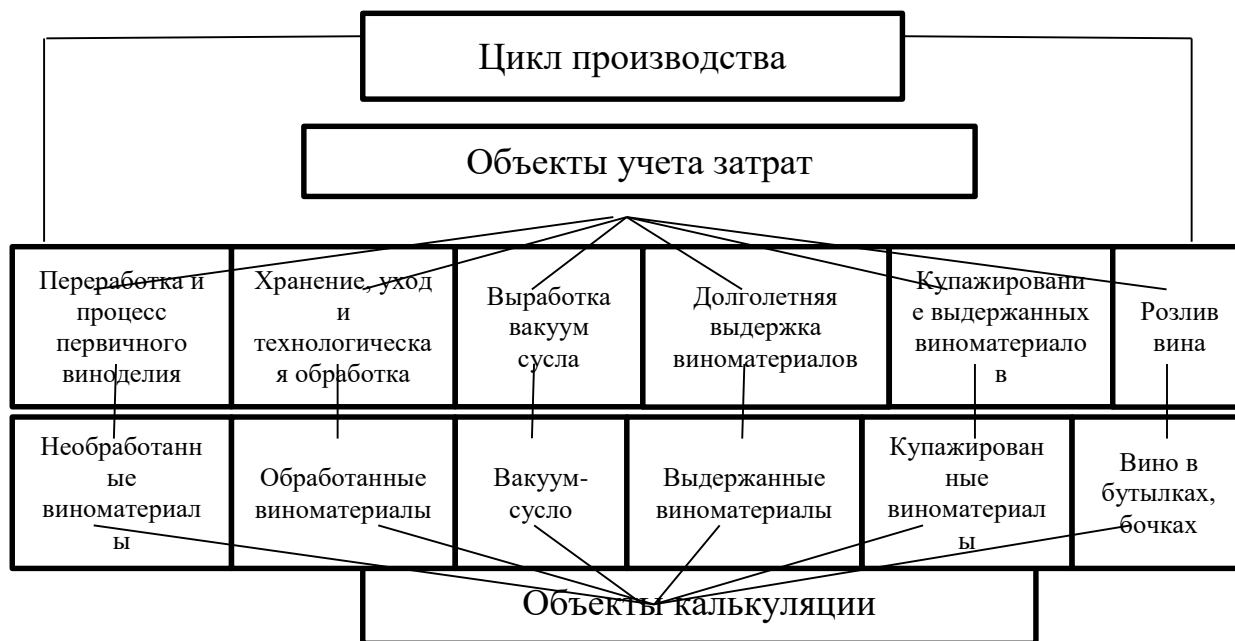 Цикл производства
Объекты учета затрат
Переработка и
процесс
первичного
виноделия
Хранение, уход
и
технологическа
я обработка
Выработка
вакуум
сусла
Долголетняя
выдержка
виноматериалов
Купажировани
е выдержанных
виноматериало
в
Розлив
вина
Необработанн
ые
виноматериал
ы
Обработанные
виноматериалы
Вакуум-
сусло
Выдержанные
виноматериалы
Купажирован
ные
виноматериал
ы
Вино в
бутылках,
бочках
Объекты калькуляции